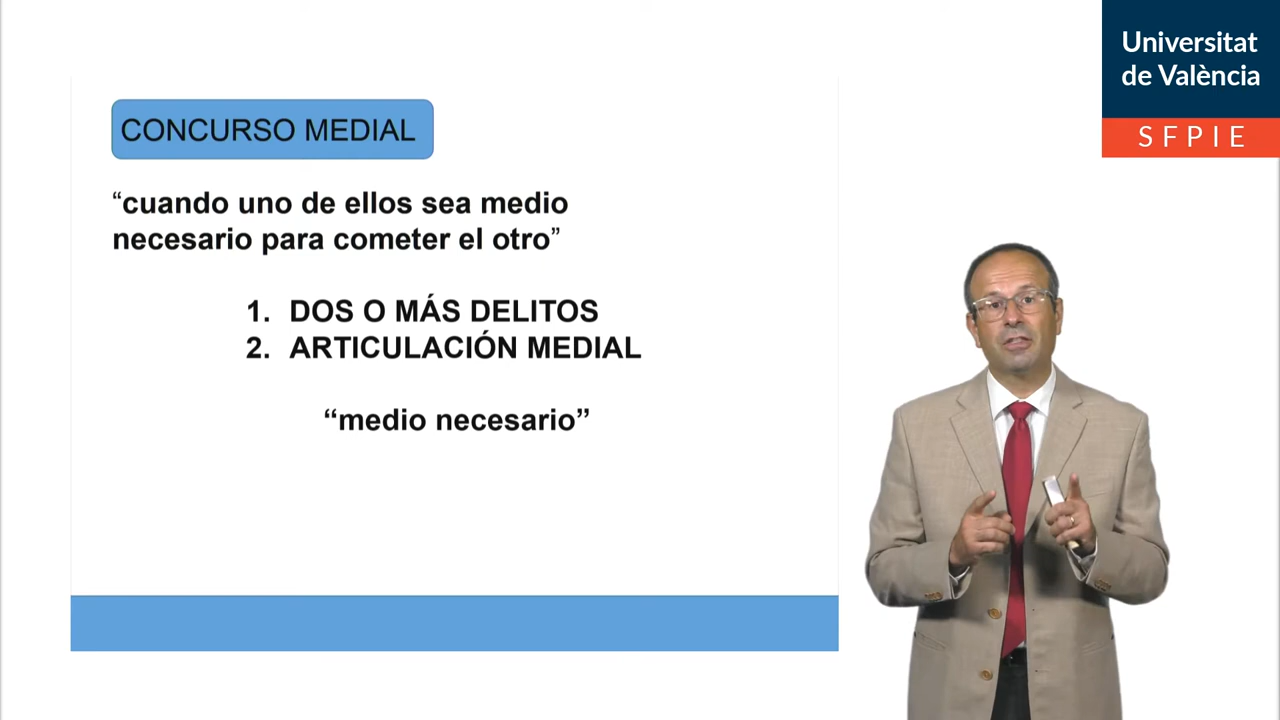 Universitat
de València
SFPIE
CONCURSO MEDIAL
“cuando uno de ellos sea medio
necesario para cometer el otro”
1. DOS O MÁS DELITOS
2. ARTICULACIÓN MEDIAL
“medio necesario”